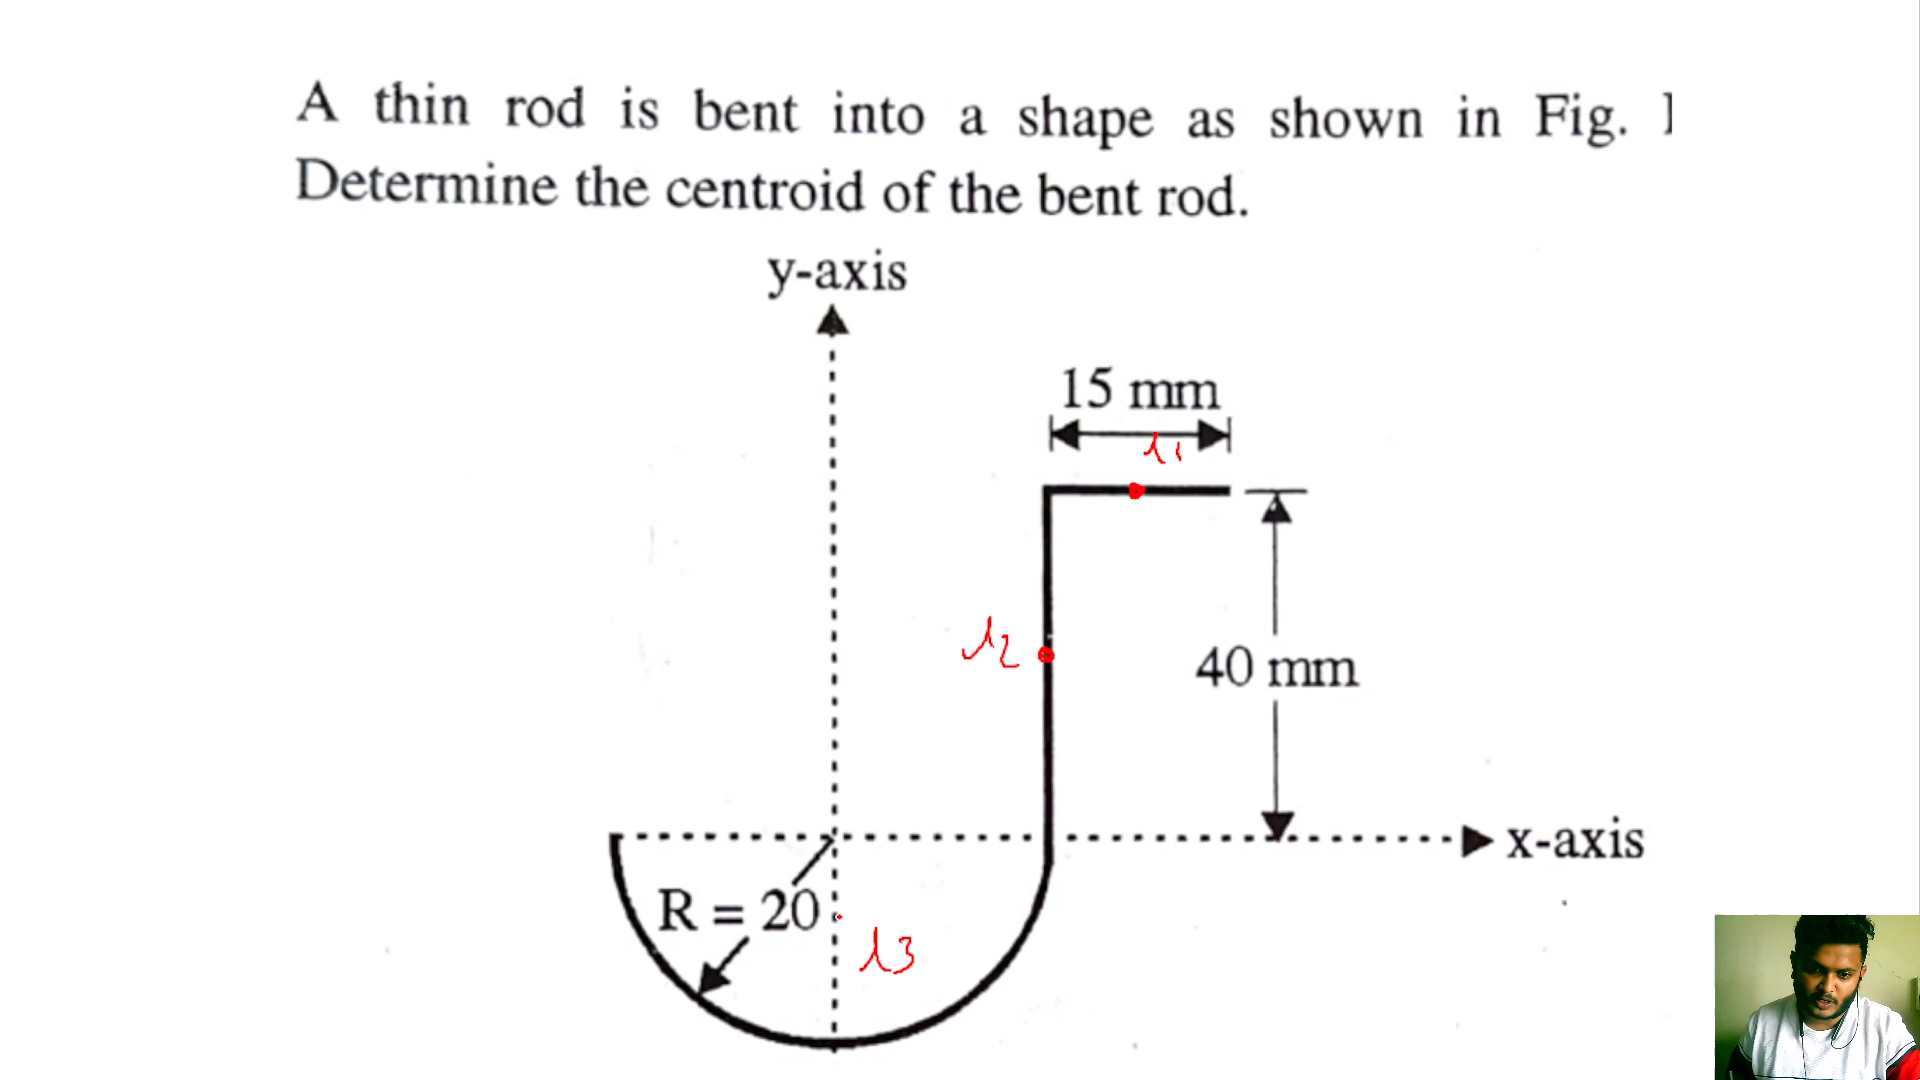 A thin rod is bent into a shape as shown in Fig.
Determine the centroid of the bent rod.
y-axis
15 mm
l1
l2
40 mm
x-axis
R = 20
l3